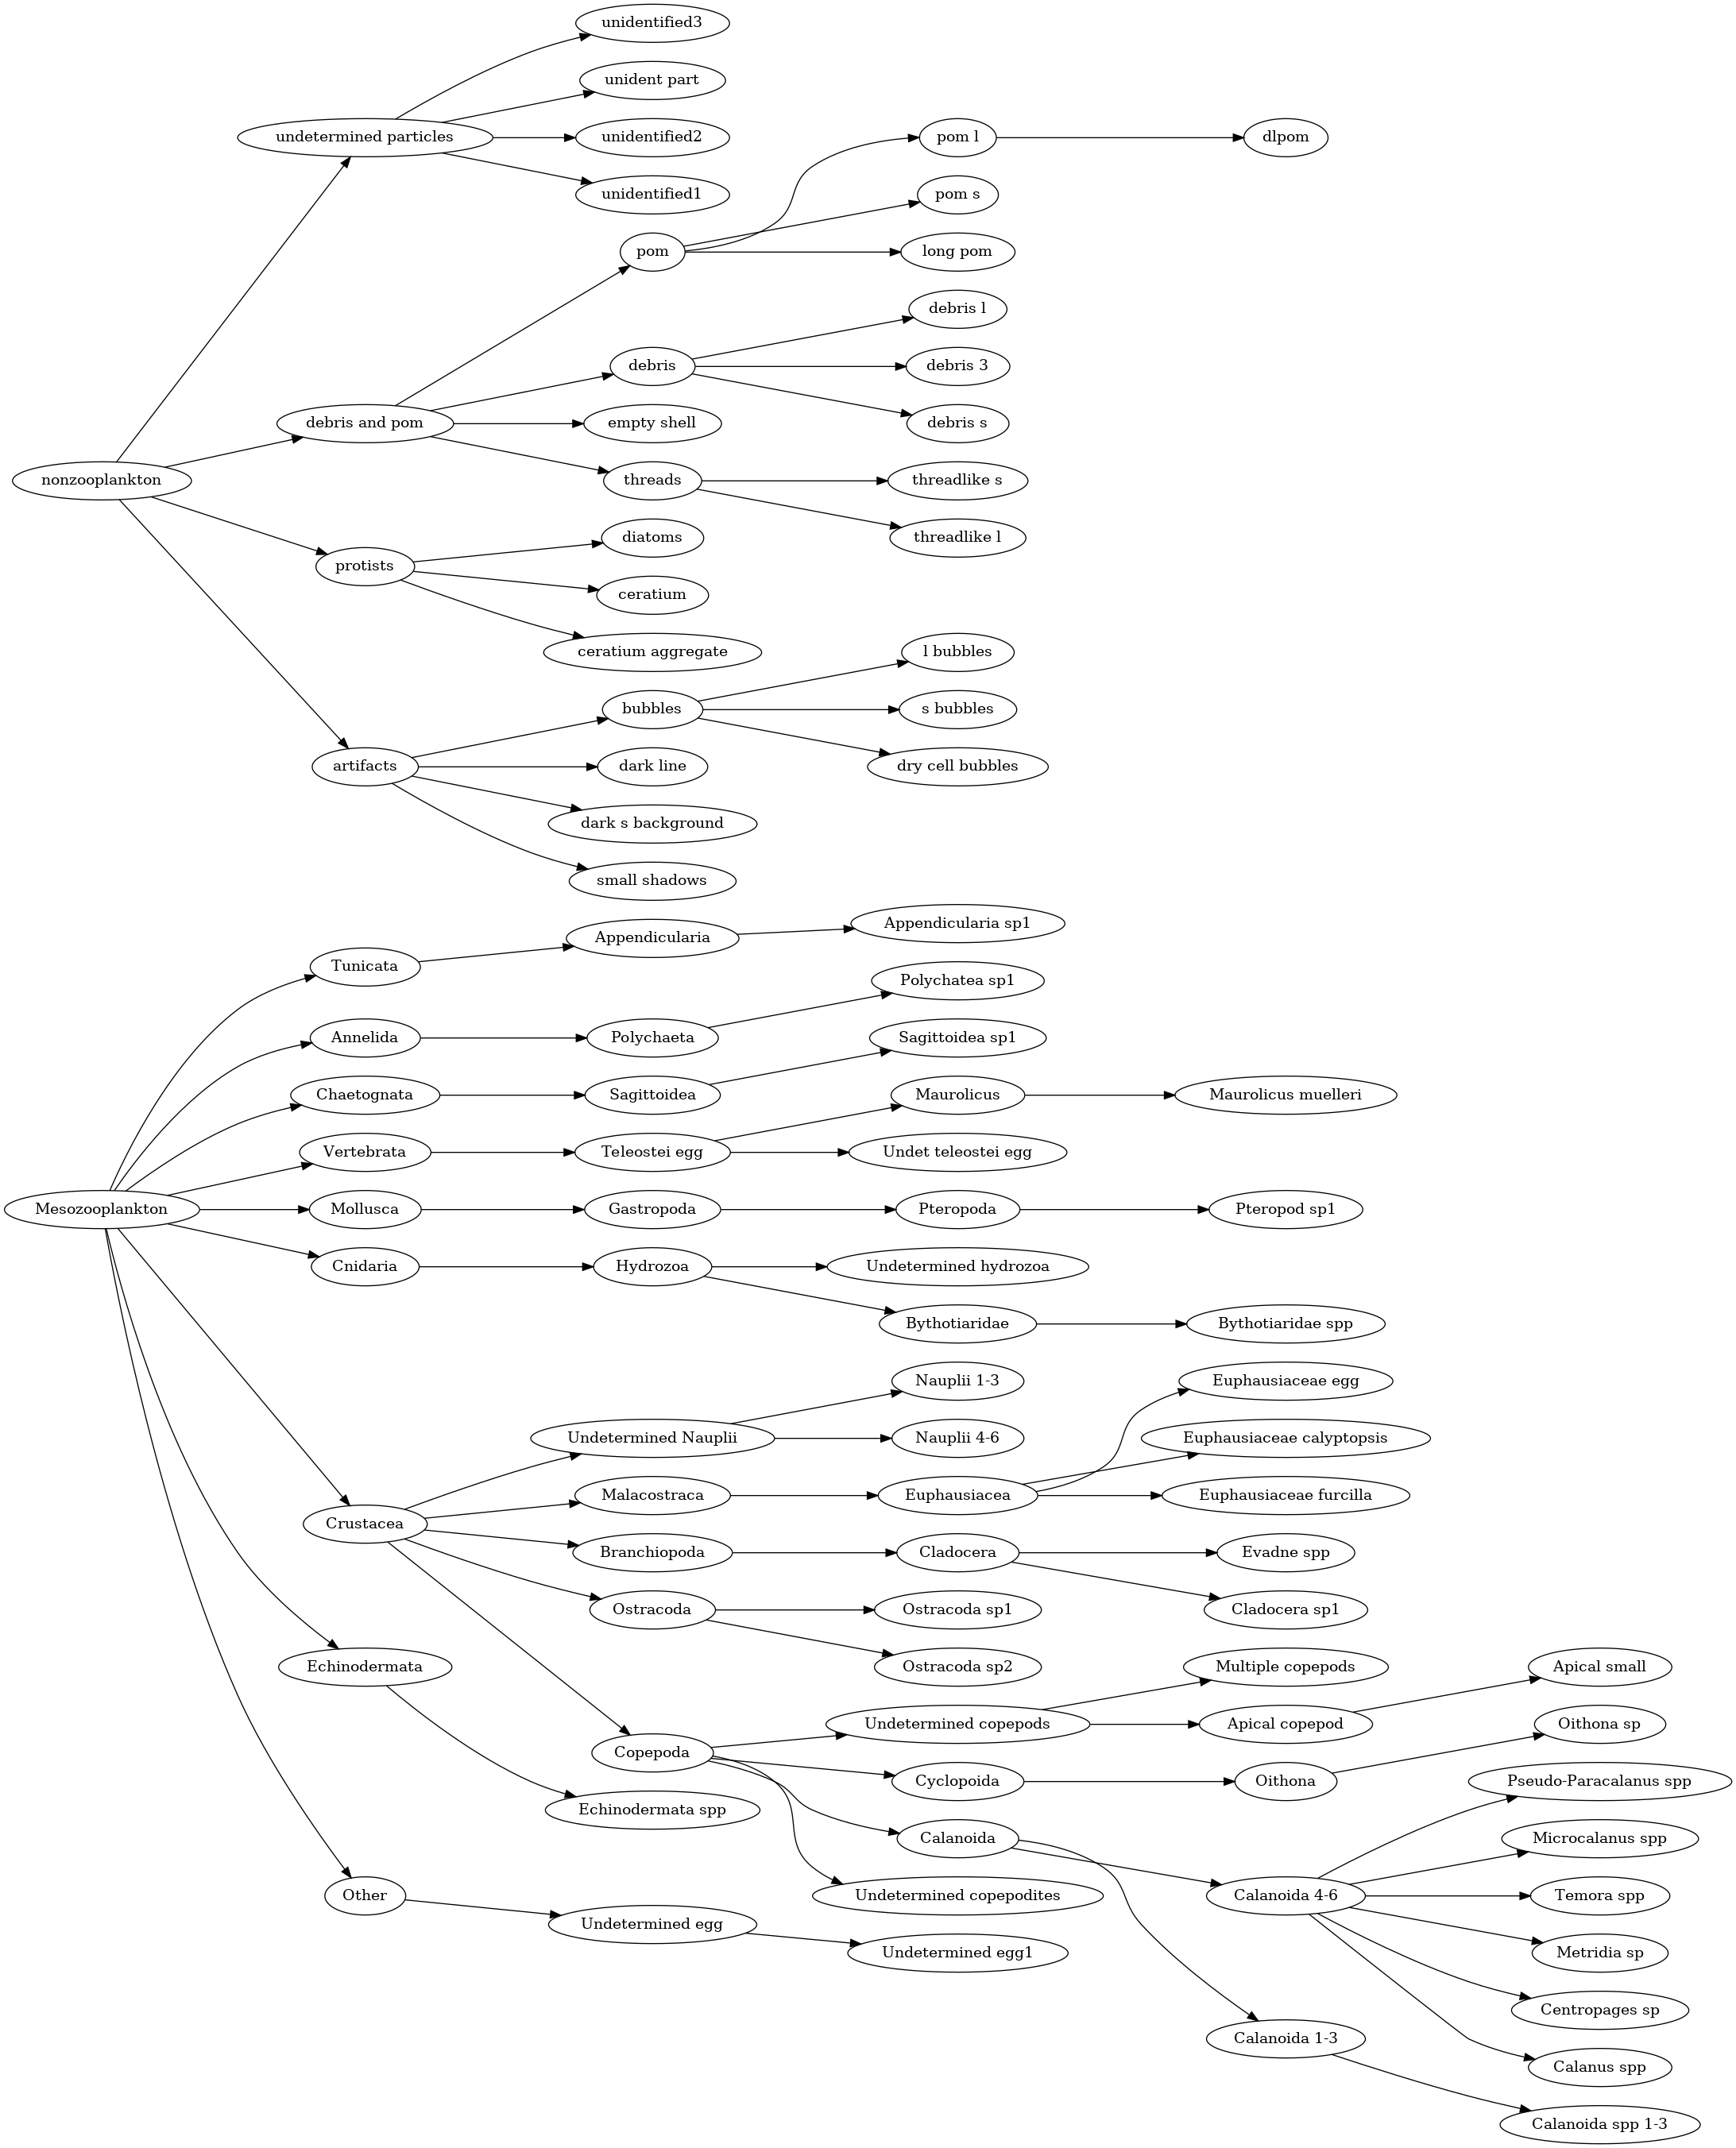 unidentified3
unident part
undetermined particles
unidentified2
pom l
dlpom
unidentified1
pom s
pom
long pom
debris l
debris
debris 3
debris and pom
empty shell
debris s
nonzooplankton
threads
threadlike s
diatoms
threadlike l
protists
ceratium
ceratium aggregate
l bubbles
bubbles
s bubbles
artifacts
dark line
dry cell bubbles
dark s background
small shadows
Tunicata
Appendicularia
Appendicularia sp1
Polychatea sp1
Annelida
Polychaeta
Sagittoidea sp1
Chaetognata
Sagittoidea
Maurolicus
Maurolicus muelleri
Vertebrata
Teleostei egg
Undet teleostei egg
Mesozooplankton
Mollusca
Gastropoda
Pteropoda
Pteropod sp1
Cnidaria
Hydrozoa
Undetermined hydrozoa
Bythotiaridae
Bythotiaridae spp
Nauplii 1-3
Euphausiaceae egg
Undetermined Nauplii
Nauplii 4-6
Euphausiaceae calyptopsis
Malacostraca
Euphausiacea
Euphausiaceae furcilla
Crustacea
Branchiopoda
Cladocera
Evadne spp
Ostracoda
Ostracoda sp1
Cladocera sp1
Echinodermata
Ostracoda sp2
Multiple copepods
Apical small
Undetermined copepods
Apical copepod
Oithona sp
Copepoda
Cyclopoida
Oithona
Pseudo-Paracalanus spp
Echinodermata spp
Calanoida
Microcalanus spp
Other
Undetermined copepodites
Calanoida 4-6
Temora spp
Undetermined egg
Undetermined egg1
Metridia sp
Centropages sp
Calanoida 1-3
Calanus spp
Calanoida spp 1-3